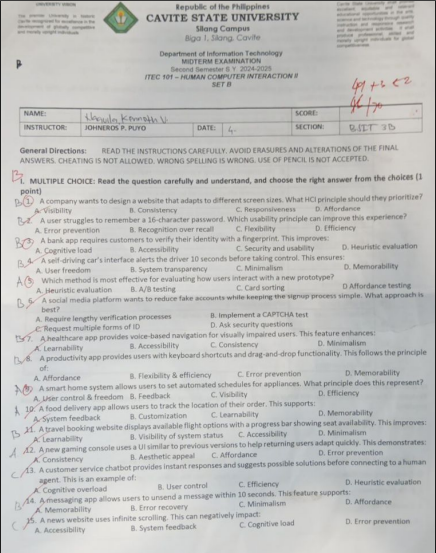 Republic of the Philippines
CAVITE STATE UNIVERSITY
Silang Campus
Biga 1, Silang, Cavite
Department of Information Technology
MIDTERM EXAMINATION
Second Semester S.Y. 2024-2025
ITEC 101 – HUMAN COMPUTER INTERACTION II
SET B
NAME: SCORE:
INSTRUCTOR: JOHNEROS P. PUYO DATE: 4- SECTION: BSIT 3B
General Directions: READ THE INSTRUCTIONS CAREFULLY. AVOID ERASURES AND ALTERATIONS OF THE FINAL
ANSWERS. CHEATING IS NOT ALLOWED. WRONG SPELLING IS WRONG. USE OF PENCIL IS NOT ACCEPTED.
I. MULTIPLE CHOICE: Read the question carefully and understand, and choose the right answer from the choices (1
point)
B 1. A company wants to design a website that adapts to different screen sizes. What HCI principle should they prioritize?
A. Visibility B. Consistency C. Responsiveness D. Affordance
B 2. A user struggles to remember a 16-character password. Which usability principle can improve this experience?
A. Error prevention B. Recognition over recall C. Flexibility D. Efficiency
B 3. A bank app requires customers to verify their identity with a fingerprint. This improves:
A. Cognitive load B. Accessibility C. Security and usability D. Heuristic evaluation
B 4. A self-driving car's interface alerts the driver 10 seconds before taking control. This ensures:
A. User freedom B. System transparency C. Minimalism D. Memorability
A 5. Which method is most effective for evaluating how users interact with a new prototype?
A. Heuristic evaluation B. A/B testing C. Card sorting D Affordance testing
B 6. A social media platform wants to reduce fake accounts while keeping the signup process simple. What approach is
best?
A. Require lengthy verification processes B. Implement a CAPTCHA test
C. Request multiple forms of ID D. Ask security questions
B 7. A healthcare app provides voice-based navigation for visually impaired users. This feature enhances:
A. Learnability B. Accessibility C. Consistency D. Minimalism
B 8. A productivity app provides users with keyboard shortcuts and drag-and-drop functionality. This follows the principle
of:
A. Affordance B. Flexibility & efficiency C. Error prevention D. Memorability
A 9. A smart home system allows users to set automated schedules for appliances. What principle does this represent?
A. User control & freedom B. Feedback C. Visibility D. Efficiency
A 10. A food delivery app allows users to track the location of their order. This supports:
A. System feedback B. Customization C. Learnability D. Memorability
B 11. A travel booking website displays available flight options with a progress bar showing seat availability. This improves:
A. Learnability B. Visibility of system status C. Accessibility D. Minimalism
A 12. A new gaming console uses a UI similar to previous versions to help returning users adapt quickly. This demonstrates:
A. Consistency B. Aesthetic appeal C. Affordance D. Error prevention
C 13. A customer service chatbot provides instant responses and suggests possible solutions before connecting to a human
agent. This is an example of:
A. Cognitive overload B. User control C. Efficiency D. Heuristic evaluation
B 14. A messaging app allows users to unsend a message within 10 seconds. This feature supports:
A. Memorability B. Error recovery C. Minimalism D. Affordance
C 15. A news website uses infinite scrolling. This can negatively impact:
A. Accessibility B. System feedback C. Cognitive load D. Error prevention